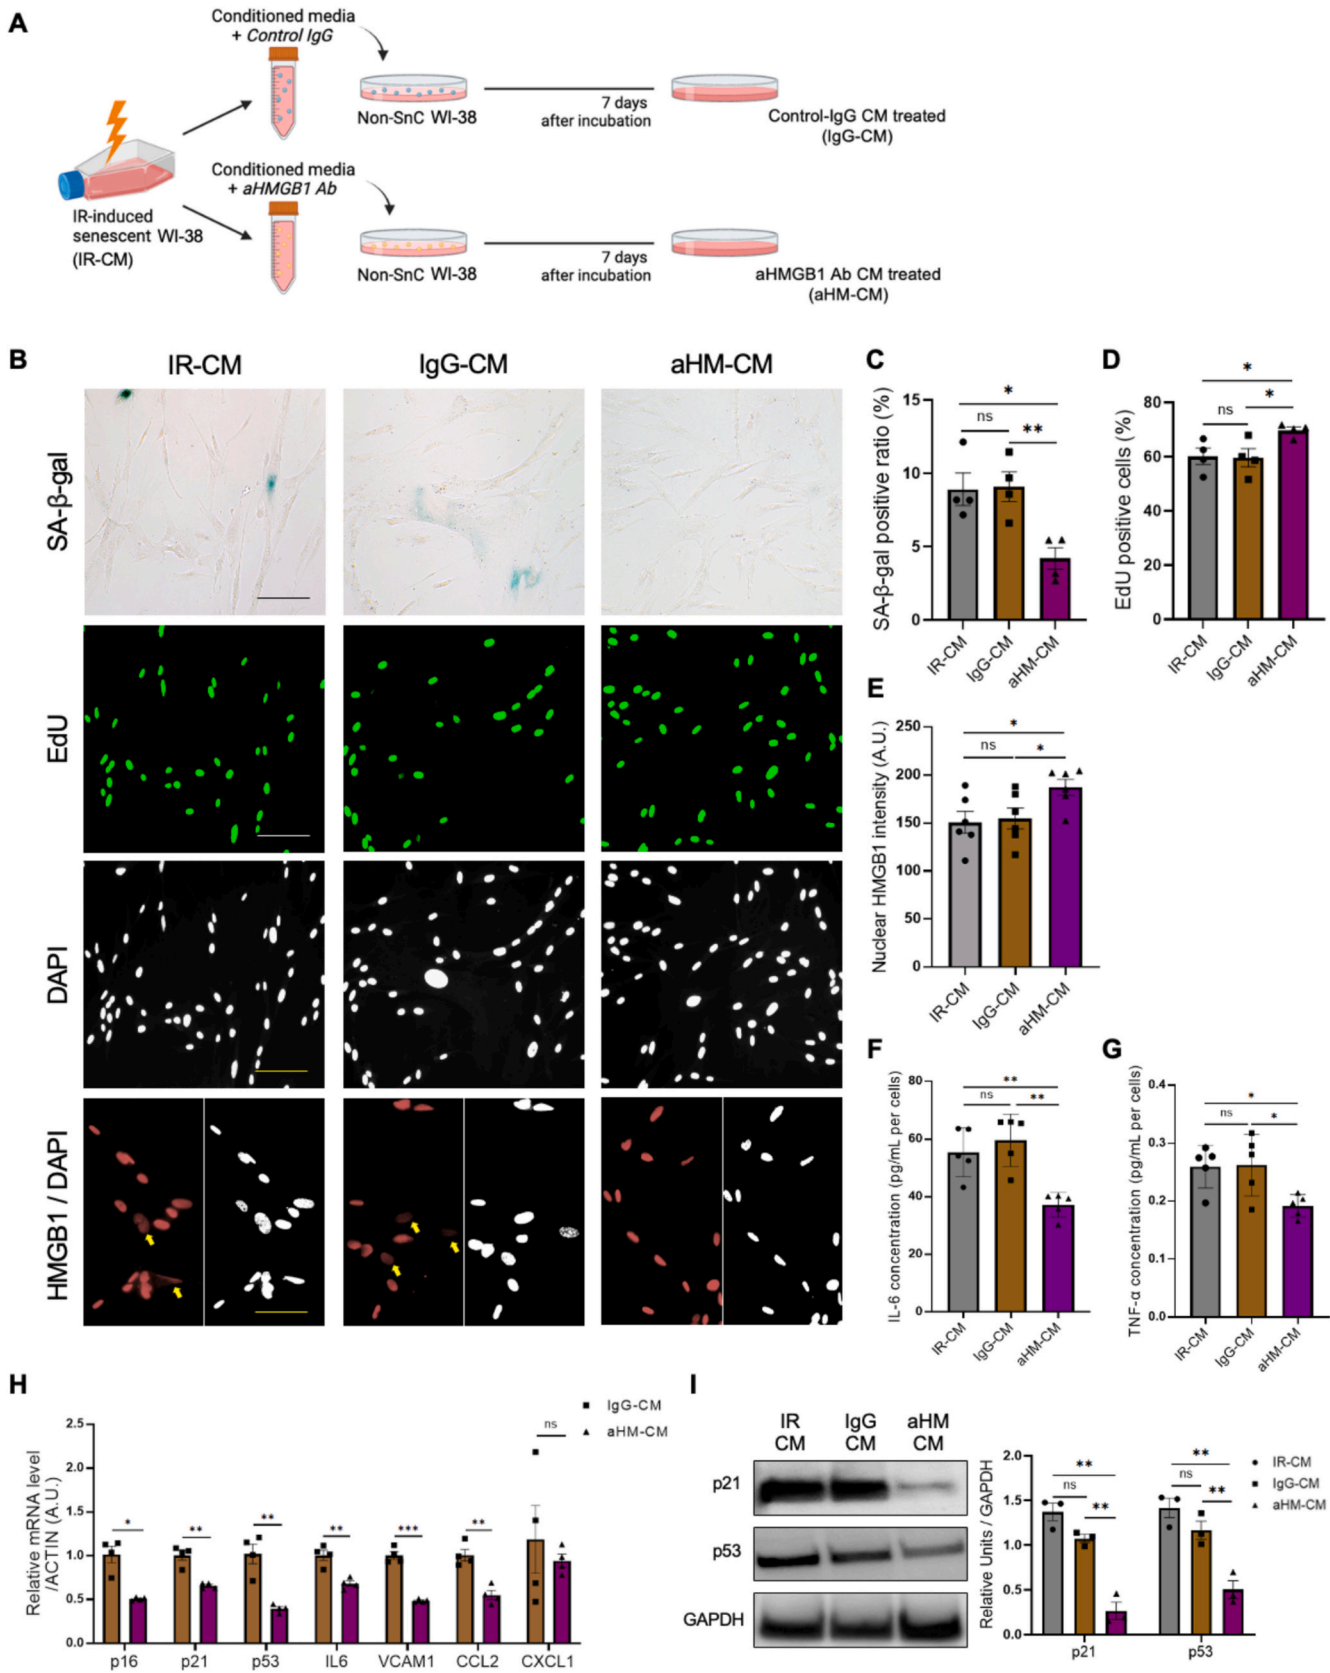 A
Conditioned media
+ Control IgG
Non-SnC WI-38
7 days
after incubation
Control-IgG CM treated
(IgG-CM)
IR-induced
senescent WI-38
(IR-CM)
Conditioned media
+ aHMGB1 Ab
Non-SnC WI-38
7 days
after incubation
aHMGB1 Ab CM treated
(aHM-CM)
B
IR-CM
IgG-CM
aHM-CM
SA-β-gal
EdU
DAPI
HMGB1 / DAPI
C
SA-β-gal positive ratio (%)
15
10
5
0
*
ns
**
IR-CM
IgG-CM
aHM-CM
D
EdU positive cells (%)
80
60
40
20
0
*
ns
*
IR-CM
IgG-CM
aHM-CM
E
Nuclear HMGB1 intensity (A.U.)
250
200
150
100
50
0
*
ns
*
IR-CM
IgG-CM
aHM-CM
F
IL-6 concentration (pg/mL per cells)
80
60
40
20
0
**
ns
**
IR-CM
IgG-CM
aHM-CM
G
TNF-α concentration (pg/mL per cells)
0.4
0.3
0.2
0.1
0.0
*
ns
*
IR-CM
IgG-CM
aHM-CM
H
Relative mRNA level
/ACTIN (A.U.)
2.5
2.0
1.5
1.0
0.5
0.0
IgG-CM
aHM-CM
*
**
**
**
***
**
ns
p16
p21
p53
IL6
VCAM1
CCL2
CXCL1
I
IR
CM
IgG
CM
aHM
CM
p21
p53
GAPDH
Relative Units / GAPDH
2.0
1.5
1.0
0.5
0.0
**
ns
**
**
ns
**
p21
p53
IR-CM
IgG-CM
aHM-CM